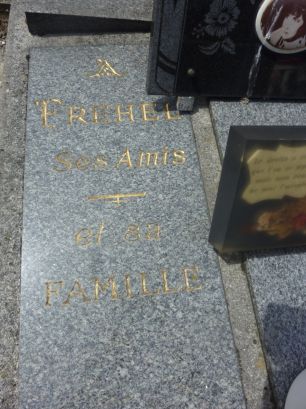 FREHEL
Ses Amis
et sa
FAMILLE